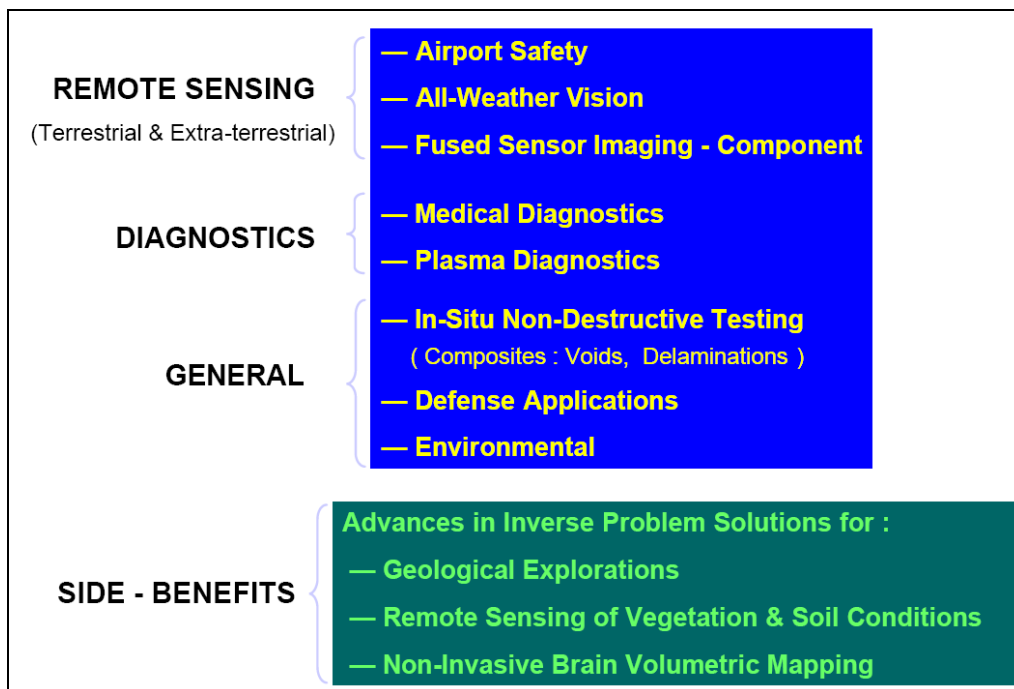 REMOTE SENSING
(Terrestrial & Extra-terrestrial)
— Airport Safety
— All-Weather Vision
— Fused Sensor Imaging - Component
DIAGNOSTICS
— Medical Diagnostics
— Plasma Diagnostics
GENERAL
— In-Situ Non-Destructive Testing
( Composites : Voids, Delaminations )
— Defense Applications
— Environmental
SIDE - BENEFITS
Advances in Inverse Problem Solutions for :
— Geological Explorations
— Remote Sensing of Vegetation & Soil Conditions
— Non-Invasive Brain Volumetric Mapping